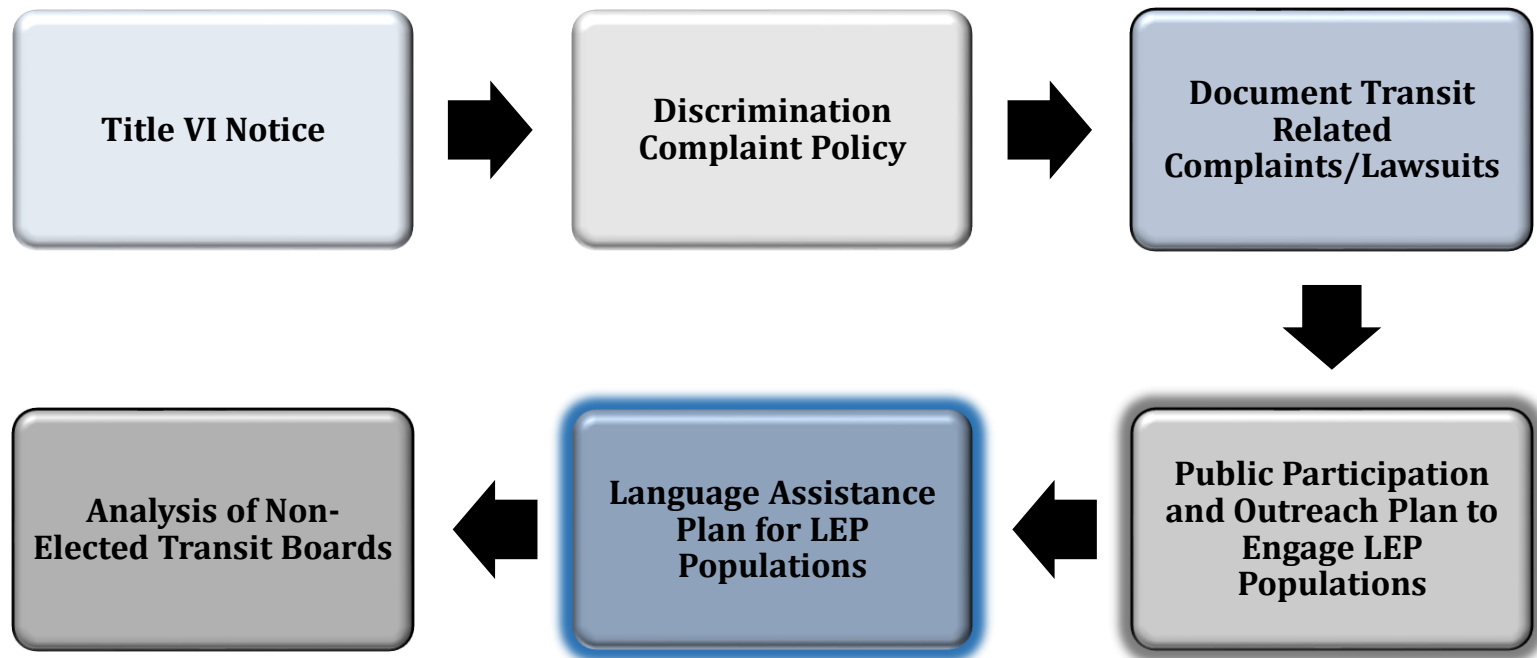 Title VI Notice
Discrimination
Complaint Policy
Document Transit
Related
Complaints/Lawsuits
Public Participation
and Outreach Plan to
Engage LEP
Populations
Language Assistance
Plan for LEP
Populations
Analysis of Non-
Elected Transit Boards